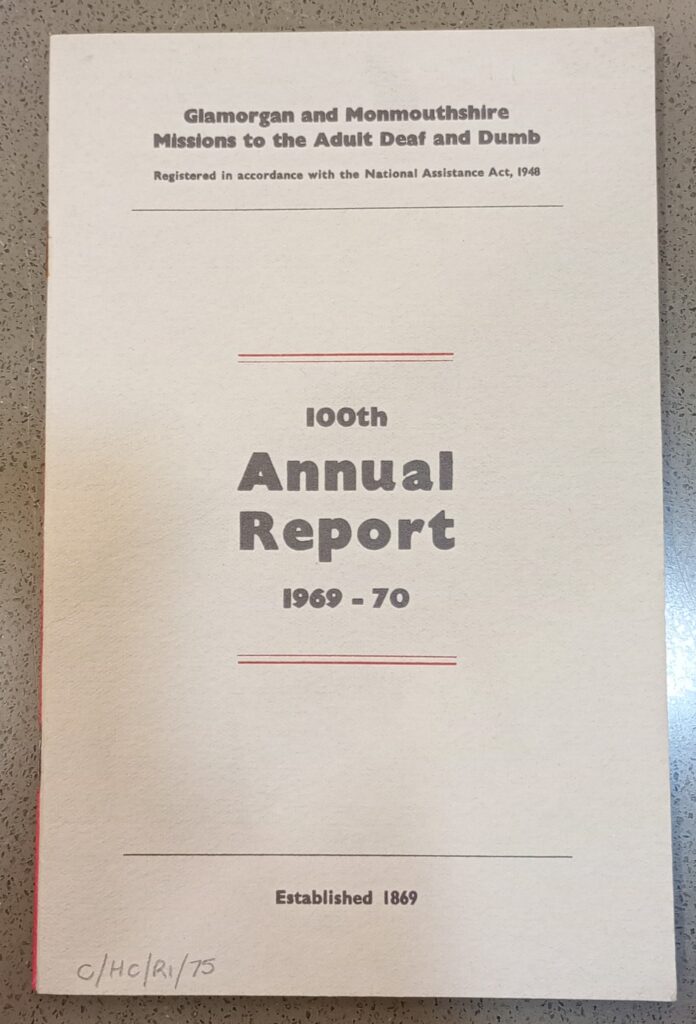 Glamorgan and Monmouthshire
Missions to the Adult Deaf and Dumb
Registered in accordance with the National Assistance Act, 1948
100th
Annual
Report
1969 - 70
Established 1869
C/HC/R1/75